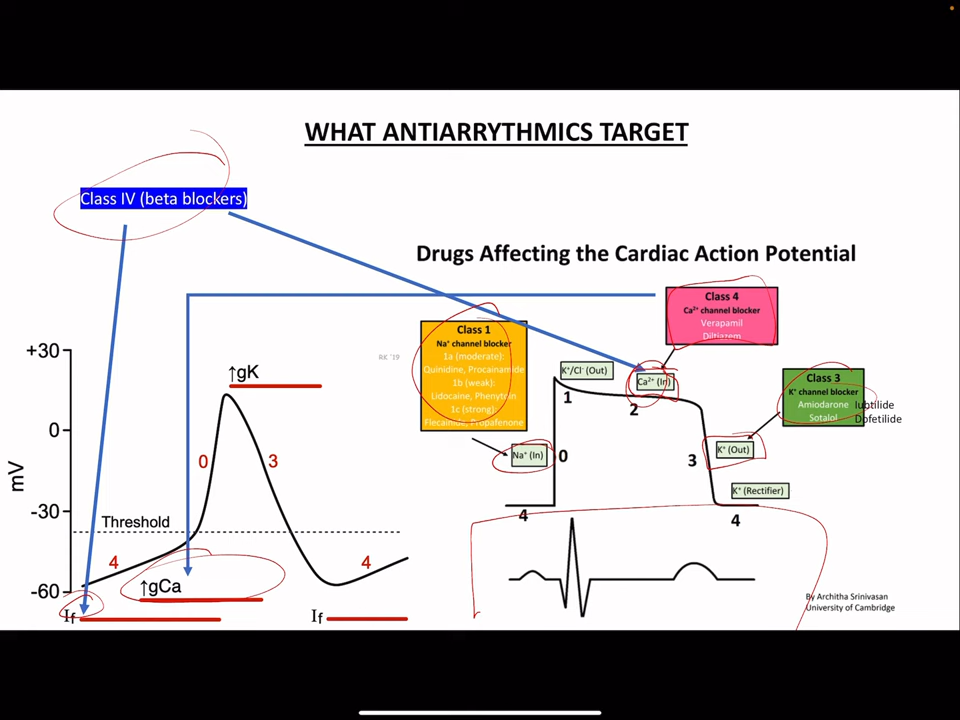 WHAT ANTIARRYTHMICS TARGET
Class IV (beta blockers)
Drugs Affecting the Cardiac Action Potential
Class 4
Ca²⁺ channel blocker
Verapamil
Diltiazem
Class 1
Na⁺ channel blocker
1a (moderate):
Quinidine, Procainamide
1b (weak):
Lidocaine, Phenytoin
1c (strong):
Flecainide, Propafenone
RK '19
Class 3
K⁺ channel blocker
Amiodarone
Sotalol
Iubtilide
Dofetilide
K⁺/Cl⁻ (Out)
Ca²⁺ (In)
1
2
Na⁺ (In)
0
3
K⁺ (Out)
K⁺ (Rectifier)
4
4
+30
0
-30
-60
mV
↑gK
0
3
Threshold
4
4
↑gCa
If
If
By Architha Srinivasan
University of Cambridge